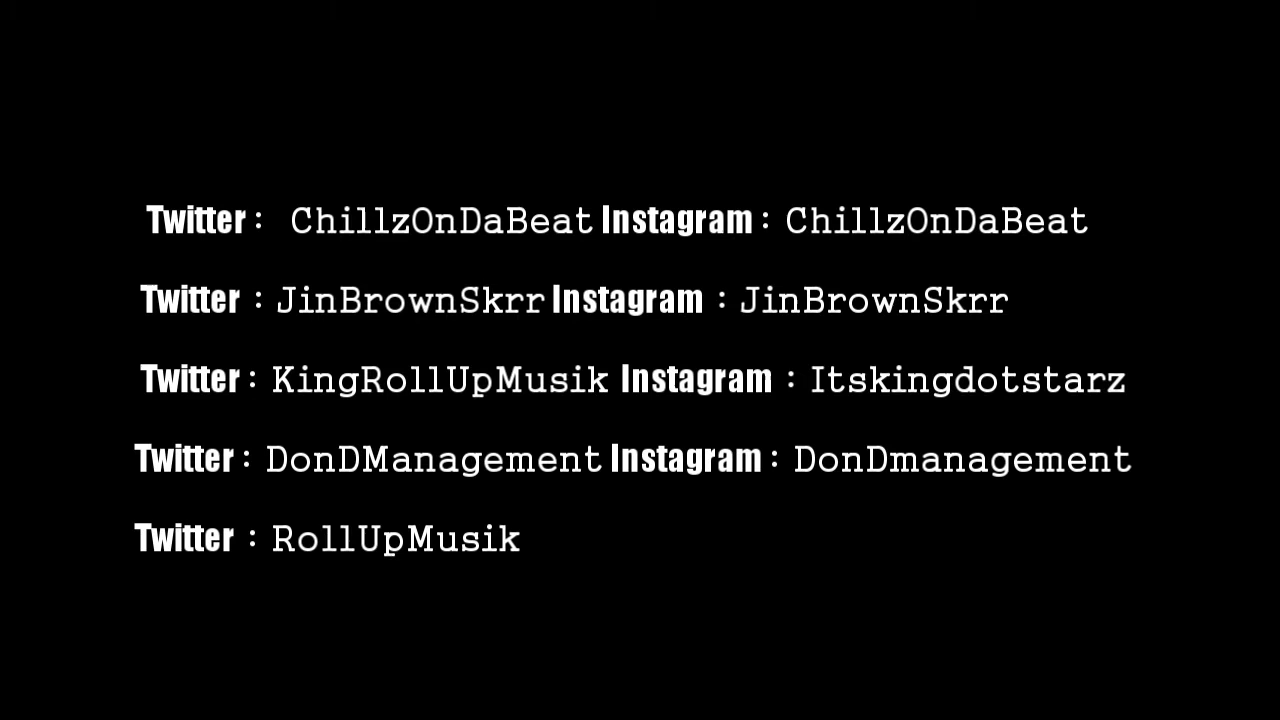 Twitter : ChillzOnDaBeat Instagram : ChillzOnDaBeat
Twitter : JinBrownSkrr Instagram : JinBrownSkrr
Twitter : KingRollUpMusik Instagram : Itskingdotstarz
Twitter : DonDManagement Instagram : DonDmanagement
Twitter : RollUpMusik